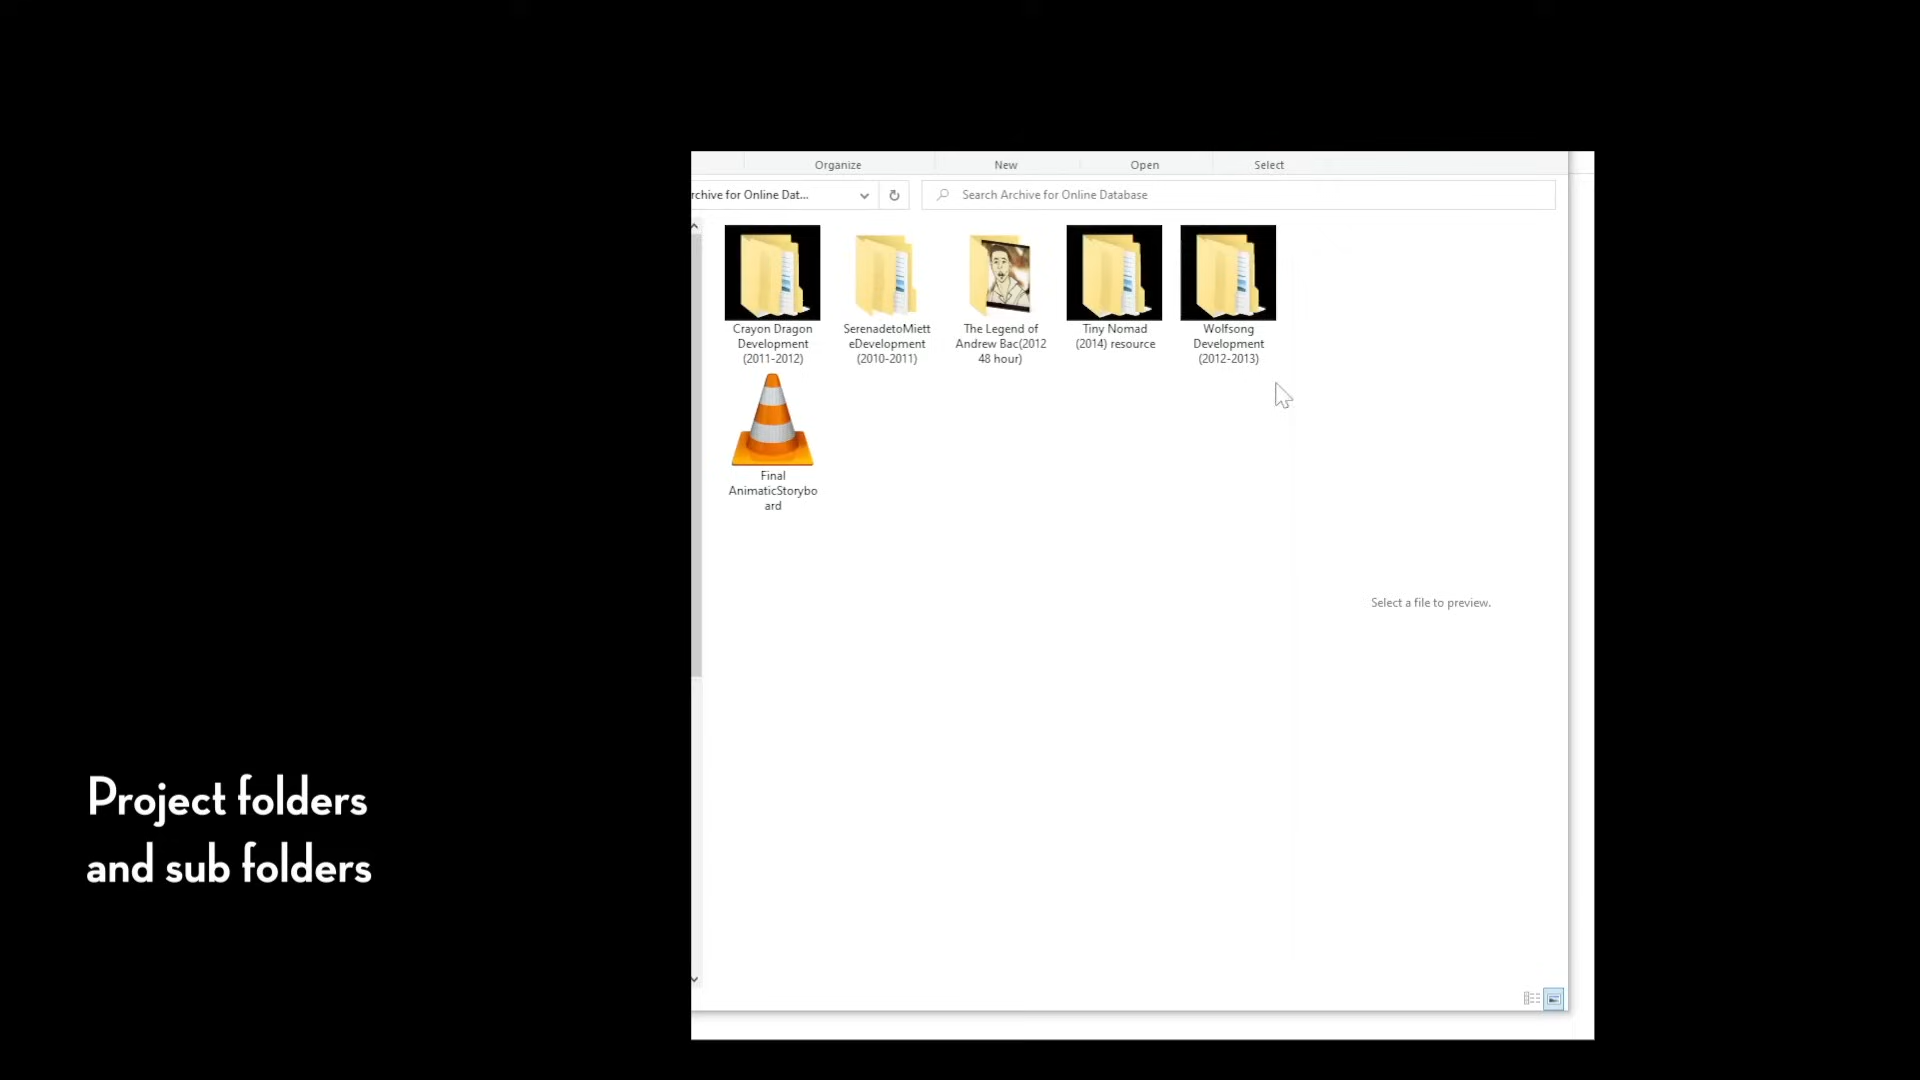 Organize New Open Select
rchive for Online Dat... Search Archive for Online Database
Crayon Dragon
Development
(2011-2012)
SerenadetoMiett
eDevelopment
(2010-2011)
The Legend of
Andrew Bac(2012
48 hour)
Tiny Nomad
(2014) resource
Wolfsong
Development
(2012-2013)
Final
AnimaticStorybo
ard
Select a file to preview.
Project folders
and sub folders